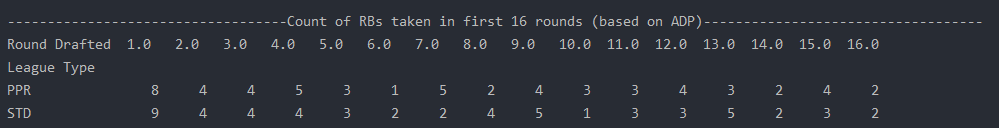 -----------------------------------Count of RBs taken in first 16 rounds (based on ADP)-----------------------------------
Round Drafted  1.0   2.0   3.0   4.0   5.0   6.0   7.0   8.0   9.0   10.0  11.0  12.0  13.0  14.0  15.0  16.0
League Type
PPR               8     4     4     5     3     1     5     2     4     3     3     4     3     2     4     2
STD               9     4     4     4     3     2     2     4     5     1     3     3     5     2     3     2